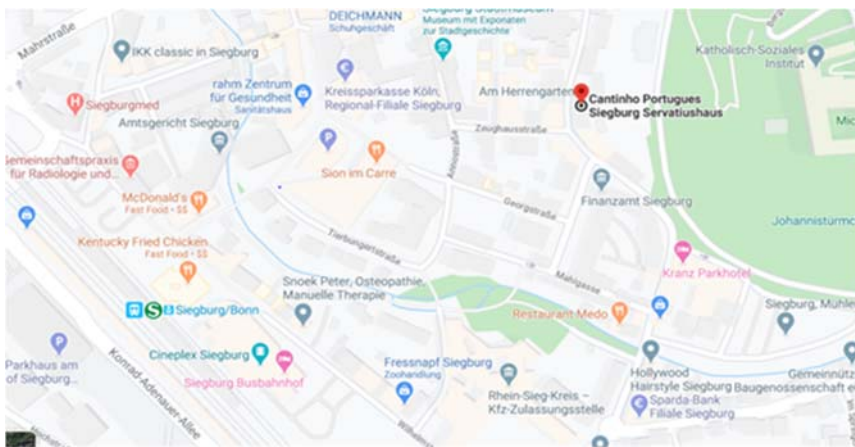 DEICHMANN
Schuhgeschäft
Siegburg Stadtmuseum
Museum mit Exponaten
zur Stadtgeschichte
Mahrstraße
IKK classic in Siegburg
Katholisch-Soziales
Institut
rahm Zentrum
für Gesundheit
Sanitätshaus
Kreissparkasse Köln,
Regional-Filiale Siegburg
Am Herrengarten
Cantinho Portugues
Siegburg Servatiushaus
Siegburgmed
Amtsgericht Siegburg
Zeughausstraße
Mic
Gemeinschaftspraxis
für Radiologie und...
Sion im Carre
Annostraße
McDonald's
Fast Food • $$
Georgstraße
Finanzamt Siegburg
Johannistürmc
Kentucky Fried Chicken
Fast Food • $$
Kranz Parkhotel
Mahlgasse
Snoek Peter, Osteopathie,
Manuelle Therapie
Siegburg/Bonn
Restaurant Medo
Siegburg, Mühle
Parkhaus am
of Siegburg...
Cineplex Siegburg
Siegburg Busbahnhof
Konrad-Adenauer-Allee
Fressnapf Siegburg
Zoohandlung
Rhein-Sieg-Kreis –
Kfz-Zulassungsstelle
Hollywood
Hairstyle Siegburg
Gemeinnütz
Baugenossenschaft e
Sparda-Bank
Filiale Siegburg